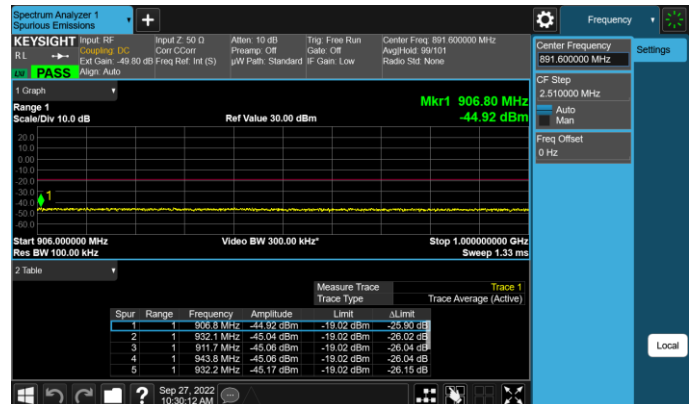 Spectrum Analyzer 1
Spurious Emissions
Frequency
KEYSIGHT Input: RF Input Z: 50 Ω Atten: 10 dB Trig: Free Run Center Freq: 891.600000 MHz
RL Coupling: DC Corr CCorr Preamp: Off Gate: Off Avg|Hold: 99/101
Ext Gain: -49.80 dB Freq Ref: Int (S) µW Path: Standard IF Gain: Low Radio Std: None
PASS Align: Auto
Center Frequency
891.600000 MHz
Settings
CF Step
2.510000 MHz
Auto
Man
Freq Offset
0 Hz
1 Graph
Range 1
Scale/Div 10.0 dB Ref Value 30.00 dBm
Mkr1 906.80 MHz
-44.92 dBm
20.0
10.0
0.00
-10.0
-20.0
-30.0
-40.0
-50.0
-60.0
1
Start 906.000000 MHz Video BW 300.00 kHz* Stop 1.000000000 GHz
Res BW 100.00 kHz Sweep 1.33 ms
2 Table
Measure Trace Trace 1
Trace Type Trace Average (Active)
Spur Range Frequency Amplitude Limit ΔLimit
1 1 906.8 MHz -44.92 dBm -19.02 dBm -25.90 dB
2 1 932.1 MHz -45.04 dBm -19.02 dBm -26.02 dB
3 1 911.7 MHz -45.06 dBm -19.02 dBm -26.04 dB
4 1 943.8 MHz -45.06 dBm -19.02 dBm -26.04 dB
5 1 932.2 MHz -45.17 dBm -19.02 dBm -26.15 dB
Local
Sep 27, 2022
10:30:12 AM